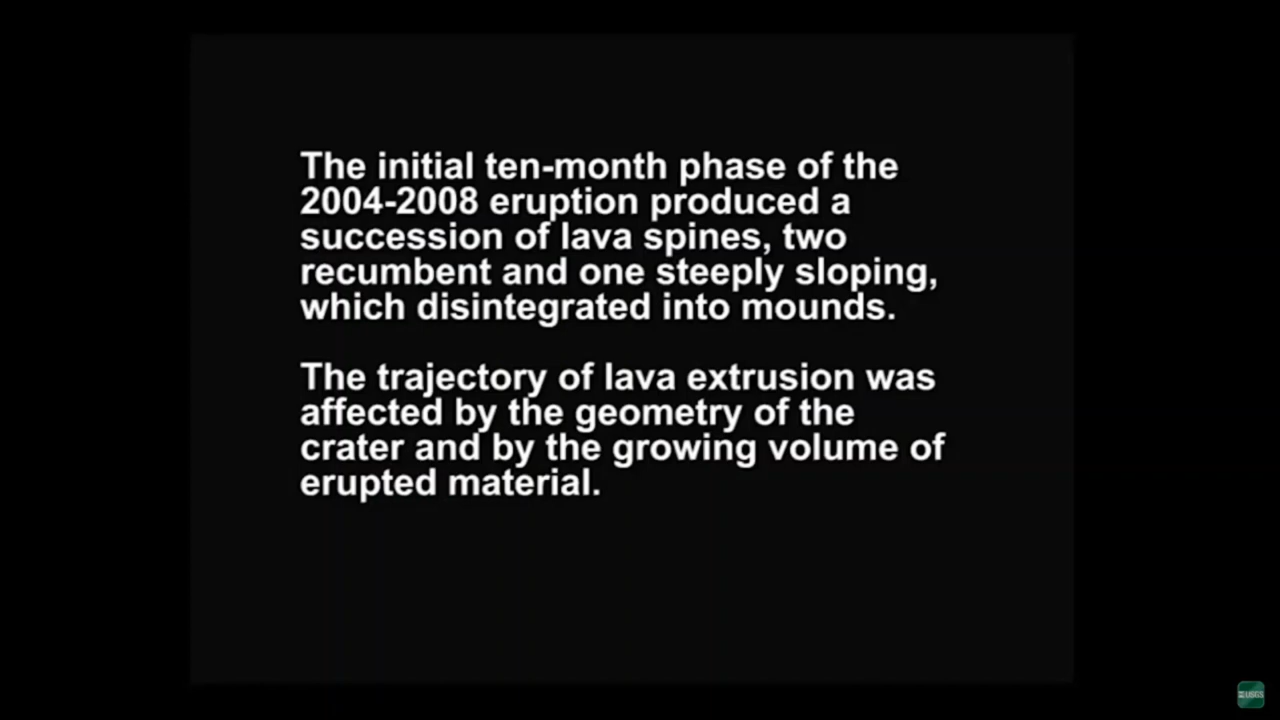 The initial ten-month phase of the
2004-2008 eruption produced a
succession of lava spines, two
recumbent and one steeply sloping,
which disintegrated into mounds.
The trajectory of lava extrusion was
affected by the geometry of the
crater and by the growing volume of
erupted material.
USGS